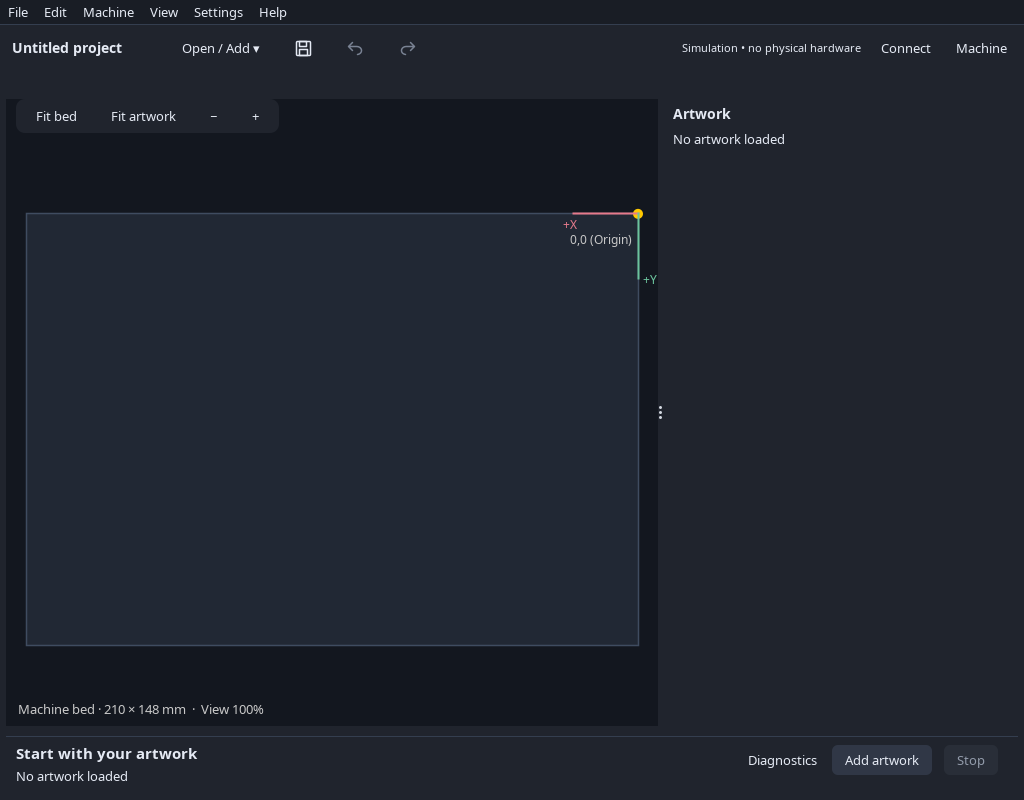 File Edit Machine View Settings Help
Untitled project Open / Add ▾ Simulation • no physical hardware Connect Machine
Fit bed Fit artwork − +
Artwork
No artwork loaded
+X
0,0 (Origin)
+Y
Machine bed · 210 × 148 mm · View 100%
Start with your artwork
No artwork loaded
Diagnostics Add artwork Stop